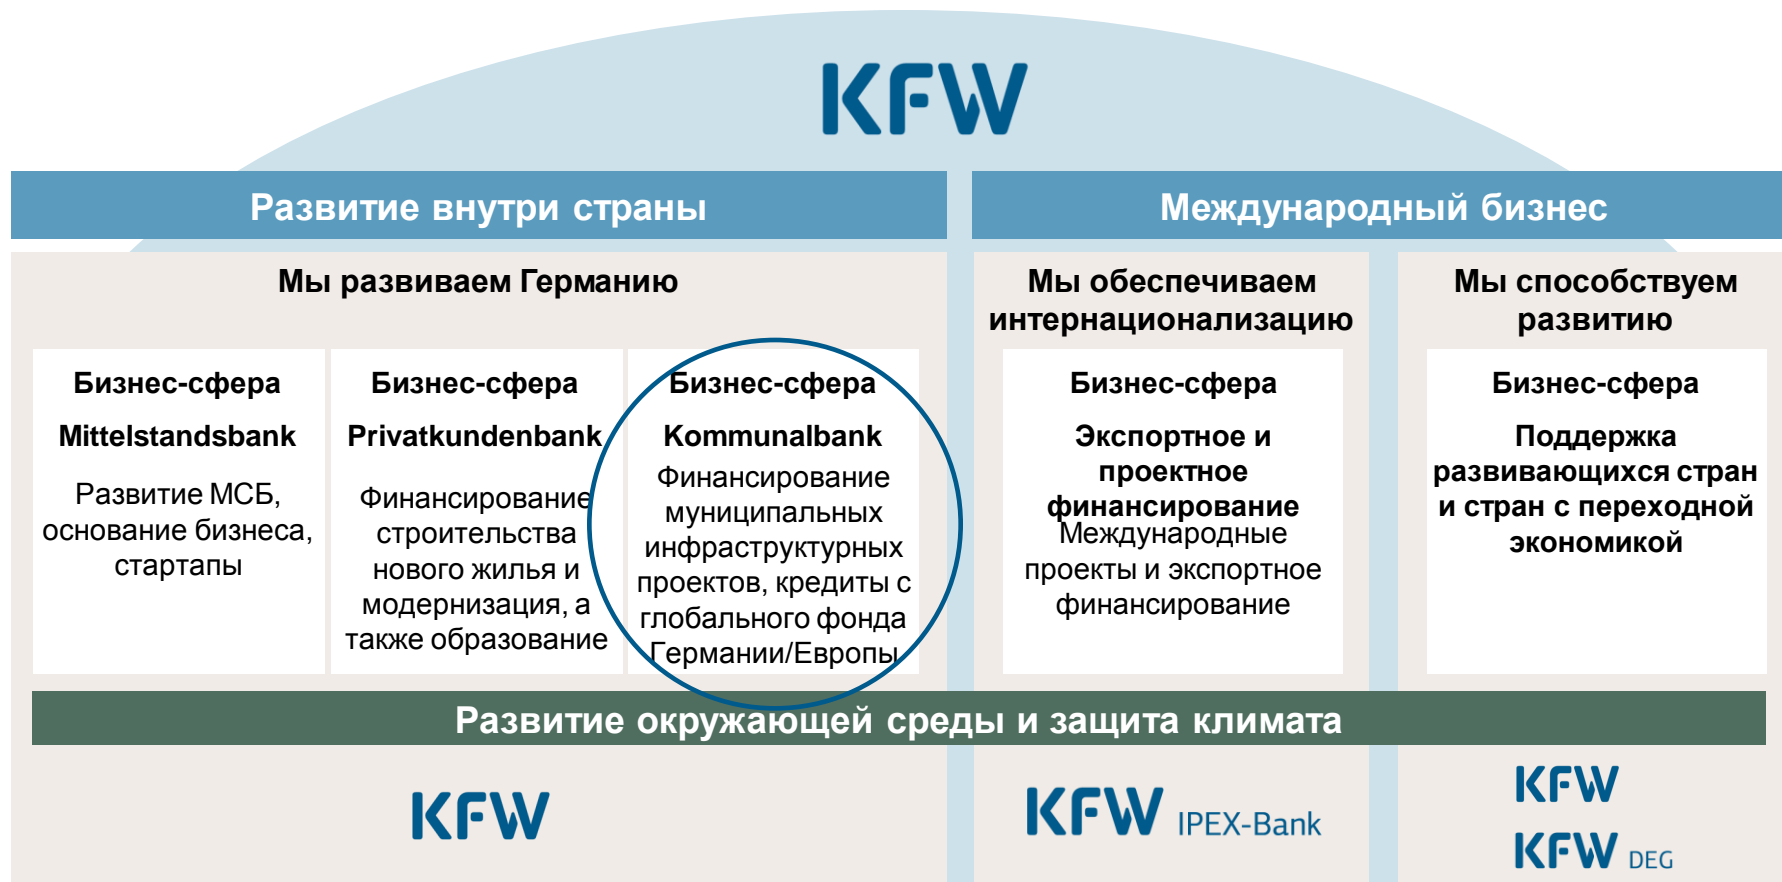 KFW
Развитие внутри страны
Международный бизнес
Мы развиваем Германию
Бизнес-сфера
Mittelstandsbank
Развитие МСБ,
основание бизнеса,
стартапы
Бизнес-сфера
Privatkundenbank
Финансирование
строительства
нового жилья и
модернизация, а
также образование
Бизнес-сфера
Kommunalbank
Финансирование
муниципальных
инфраструктурных
проектов, кредиты с
глобального фонда
Германии/Европы
Мы обеспечиваем
интернационализацию
Бизнес-сфера
Экспортное и
проектное
финансирование
Международные
проекты и экспортное
финансирование
Мы способствуем
развитию
Бизнес-сфера
Поддержка
развивающихся стран
и стран с переходной
экономикой
Развитие окружающей среды и защита климата
KFW
KFW IPEX-Bank
KFW
KFW DEG